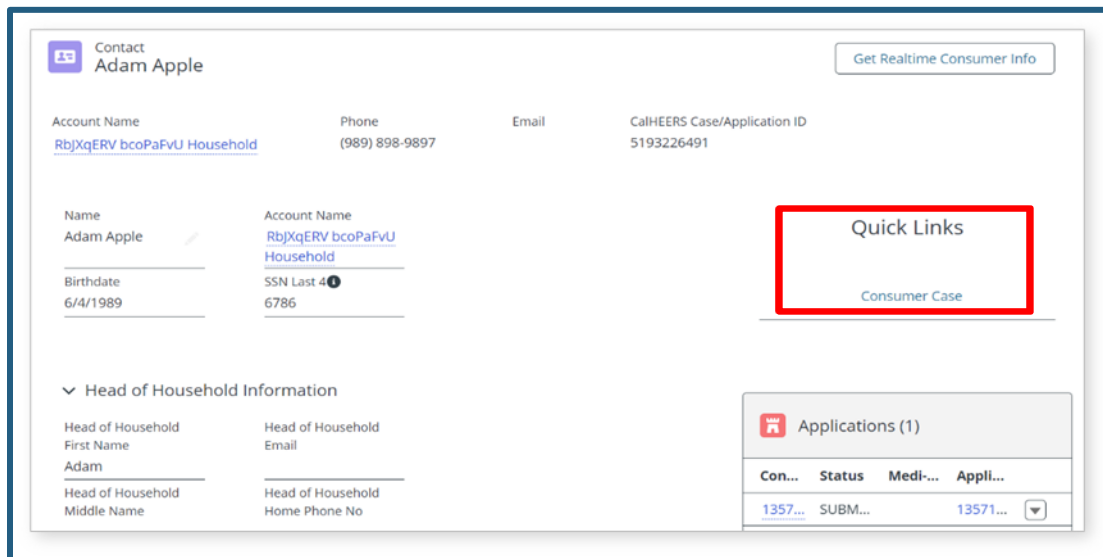 Contact
Adam Apple
Get Realtime Consumer Info
Account Name Phone Email CalHEERS Case/Application ID
RbJXqERV bcoPaFvU Household (989) 898-9897 5193226491
Name Account Name
Adam Apple RbJXqERV bcoPaFvU
Household
Quick Links
Birthdate SSN Last 4
6/4/1989 6786
Consumer Case
Head of Household Information
Head of Household Head of Household
First Name Email
Adam
Head of Household Head of Household
Middle Name Home Phone No
Applications (1)
Con... Status Medi-... Appli...
1357... SUBM... 13571...